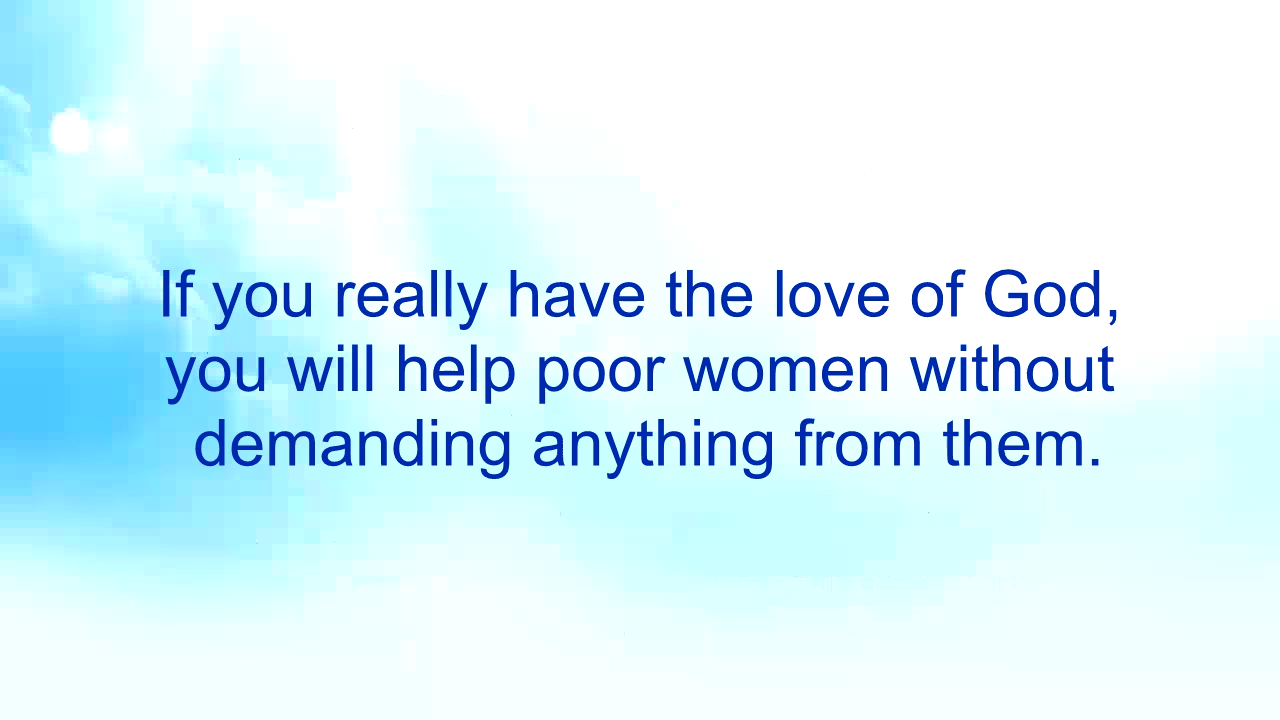 If you really have the love of God,
you will help poor women without
demanding anything from them.